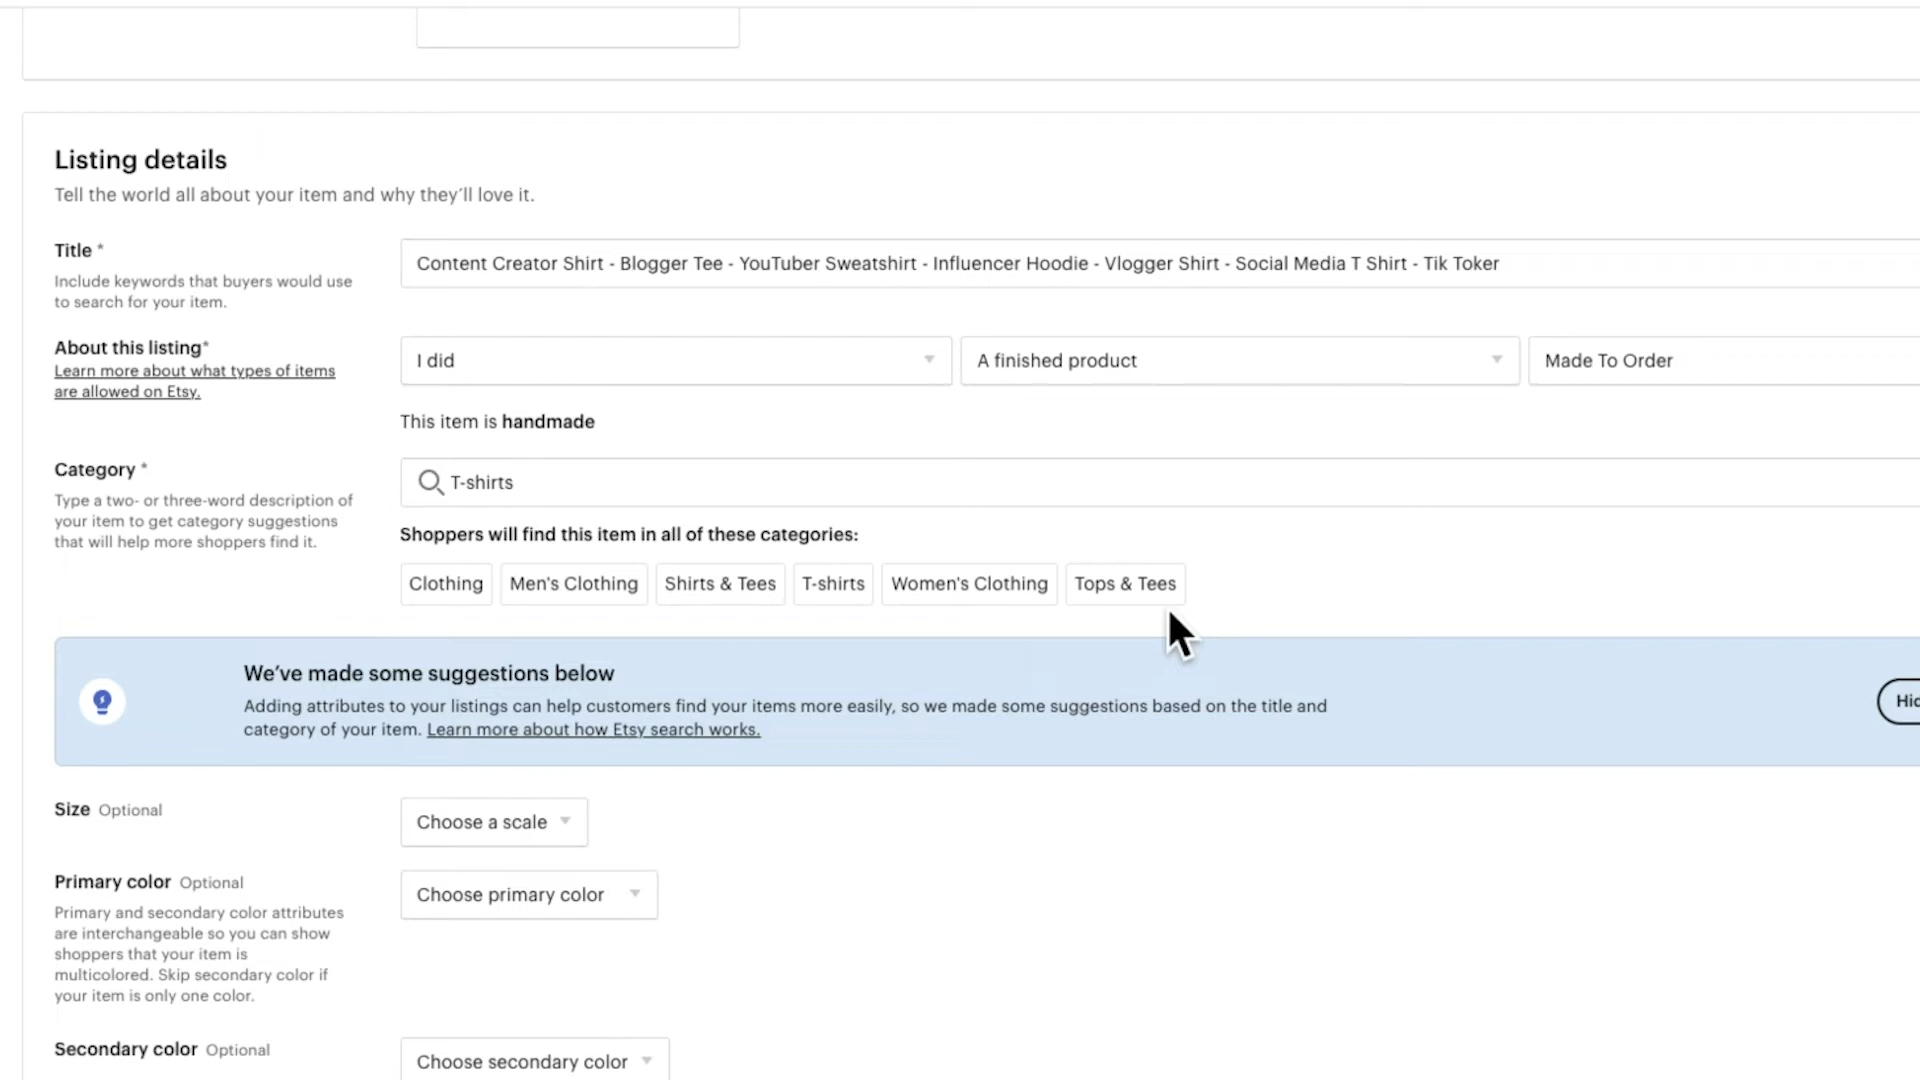 Listing details
Tell the world all about your item and why they'll love it.
Title *
Include keywords that buyers would use
to search for your item.
Content Creator Shirt - Blogger Tee - YouTuber Sweatshirt - Influencer Hoodie - Vlogger Shirt - Social Media T Shirt - Tik Toker
About this listing*
Learn more about what types of items
are allowed on Etsy.
I did
A finished product
Made To Order
This item is handmade
Category *
Type a two- or three-word description of
your item to get category suggestions
that will help more shoppers find it.
T-shirts
Shoppers will find this item in all of these categories:
Clothing Men's Clothing Shirts & Tees T-shirts Women's Clothing Tops & Tees
We've made some suggestions below
Adding attributes to your listings can help customers find your items more easily, so we made some suggestions based on the title and
category of your item. Learn more about how Etsy search works.
Size Optional
Choose a scale
Primary color Optional
Primary and secondary color attributes
are interchangeable so you can show
shoppers that your item is
multicolored. Skip secondary color if
your item is only one color.
Choose primary color
Secondary color Optional
Choose secondary color